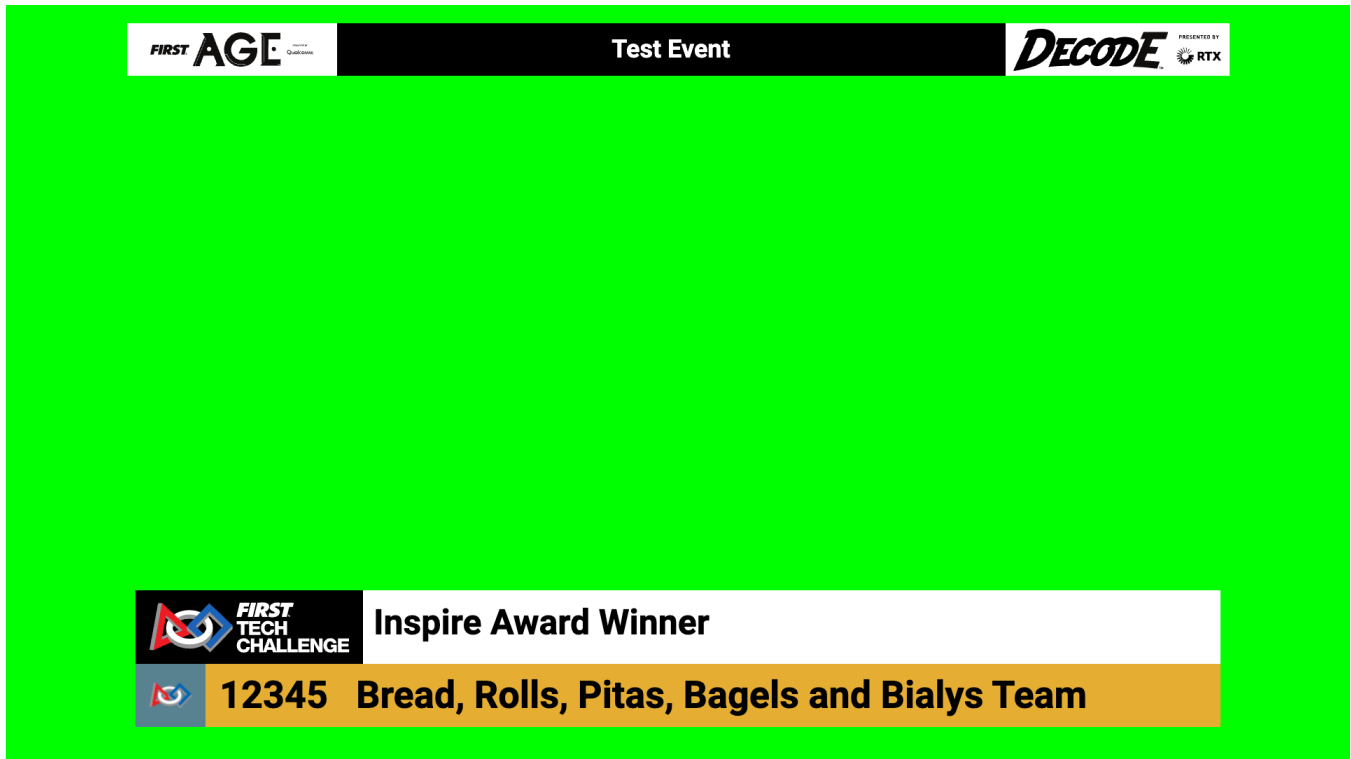 FIRST AGE Qualcomm
Test Event
DECODE PRESENTED BY
RTX
FIRST
TECH
CHALLENGE
Inspire Award Winner
12345 Bread, Rolls, Pitas, Bagels and Bialys Team